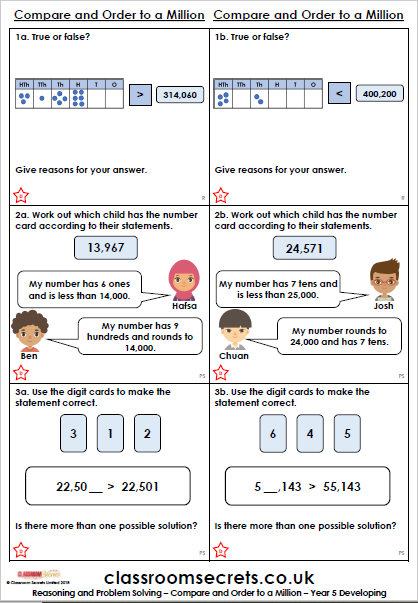 Compare and Order to a Million Compare and Order to a Million
1a. True or false?
HTh TTh Th H T O
> 314,060
Give reasons for your answer.
D
R
1b. True or false?
HTh TTh Th H T O
< 400,200
Give reasons for your answer.
D
R
2a. Work out which child has the number
card according to their statements.
13,967
My number has 6 ones
and is less than 14,000.
Hafsa
My number has 9
hundreds and rounds to
14,000.
Ben
D
PS
2b. Work out which child has the number
card according to their statements.
24,571
My number has 7 tens and
is less than 25,000.
Josh
My number rounds to
24,000 and has 7 tens.
Chuan
D
PS
3a. Use the digit cards to make the
statement correct.
3 1 2
22,50__ > 22,501
Is there more than one possible solution?
D
PS
3b. Use the digit cards to make the
statement correct.
6 4 5
5__,143 > 55,143
Is there more than one possible solution?
D
PS
CLASSROOM Secrets
© Classroom Secrets Limited 2018
classroomsecrets.co.uk
Reasoning and Problem Solving – Compare and Order to a Million – Year 5 Developing